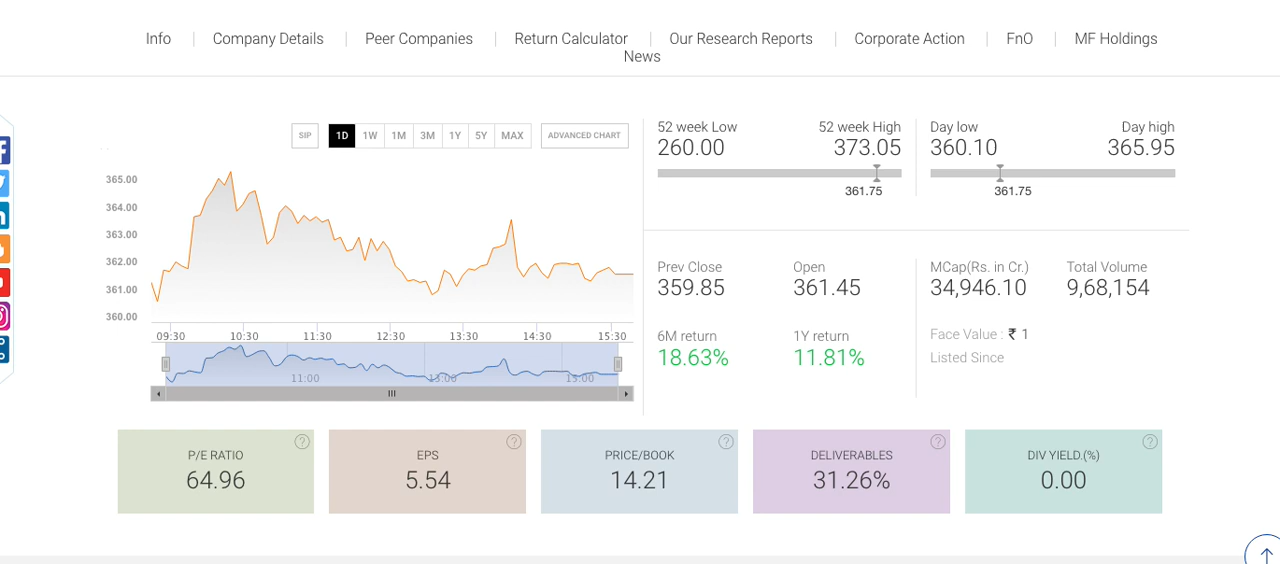 Info Company Details Peer Companies Return Calculator Our Research Reports Corporate Action FnO MF Holdings
News
SIP 1D 1W 1M 3M 1Y 5Y MAX ADVANCED CHART
365.00
364.00
363.00
362.00
361.00
360.00
09:30 10:30 11:30 12:30 13:30 14:30 15:30
11:00 13:00 15:00
52 week Low 52 week High
260.00 373.05
361.75
Day low Day high
360.10 365.95
361.75
Prev Close Open
359.85 361.45
6M return 1Y return
18.63% 11.81%
MCap(Rs. in Cr.) Total Volume
34,946.10 9,68,154
Face Value : ₹ 1
Listed Since
P/E RATIO ?
64.96
EPS ?
5.54
PRICE/BOOK ?
14.21
DELIVERABLES ?
31.26%
DIV YIELD.(%) ?
0.00